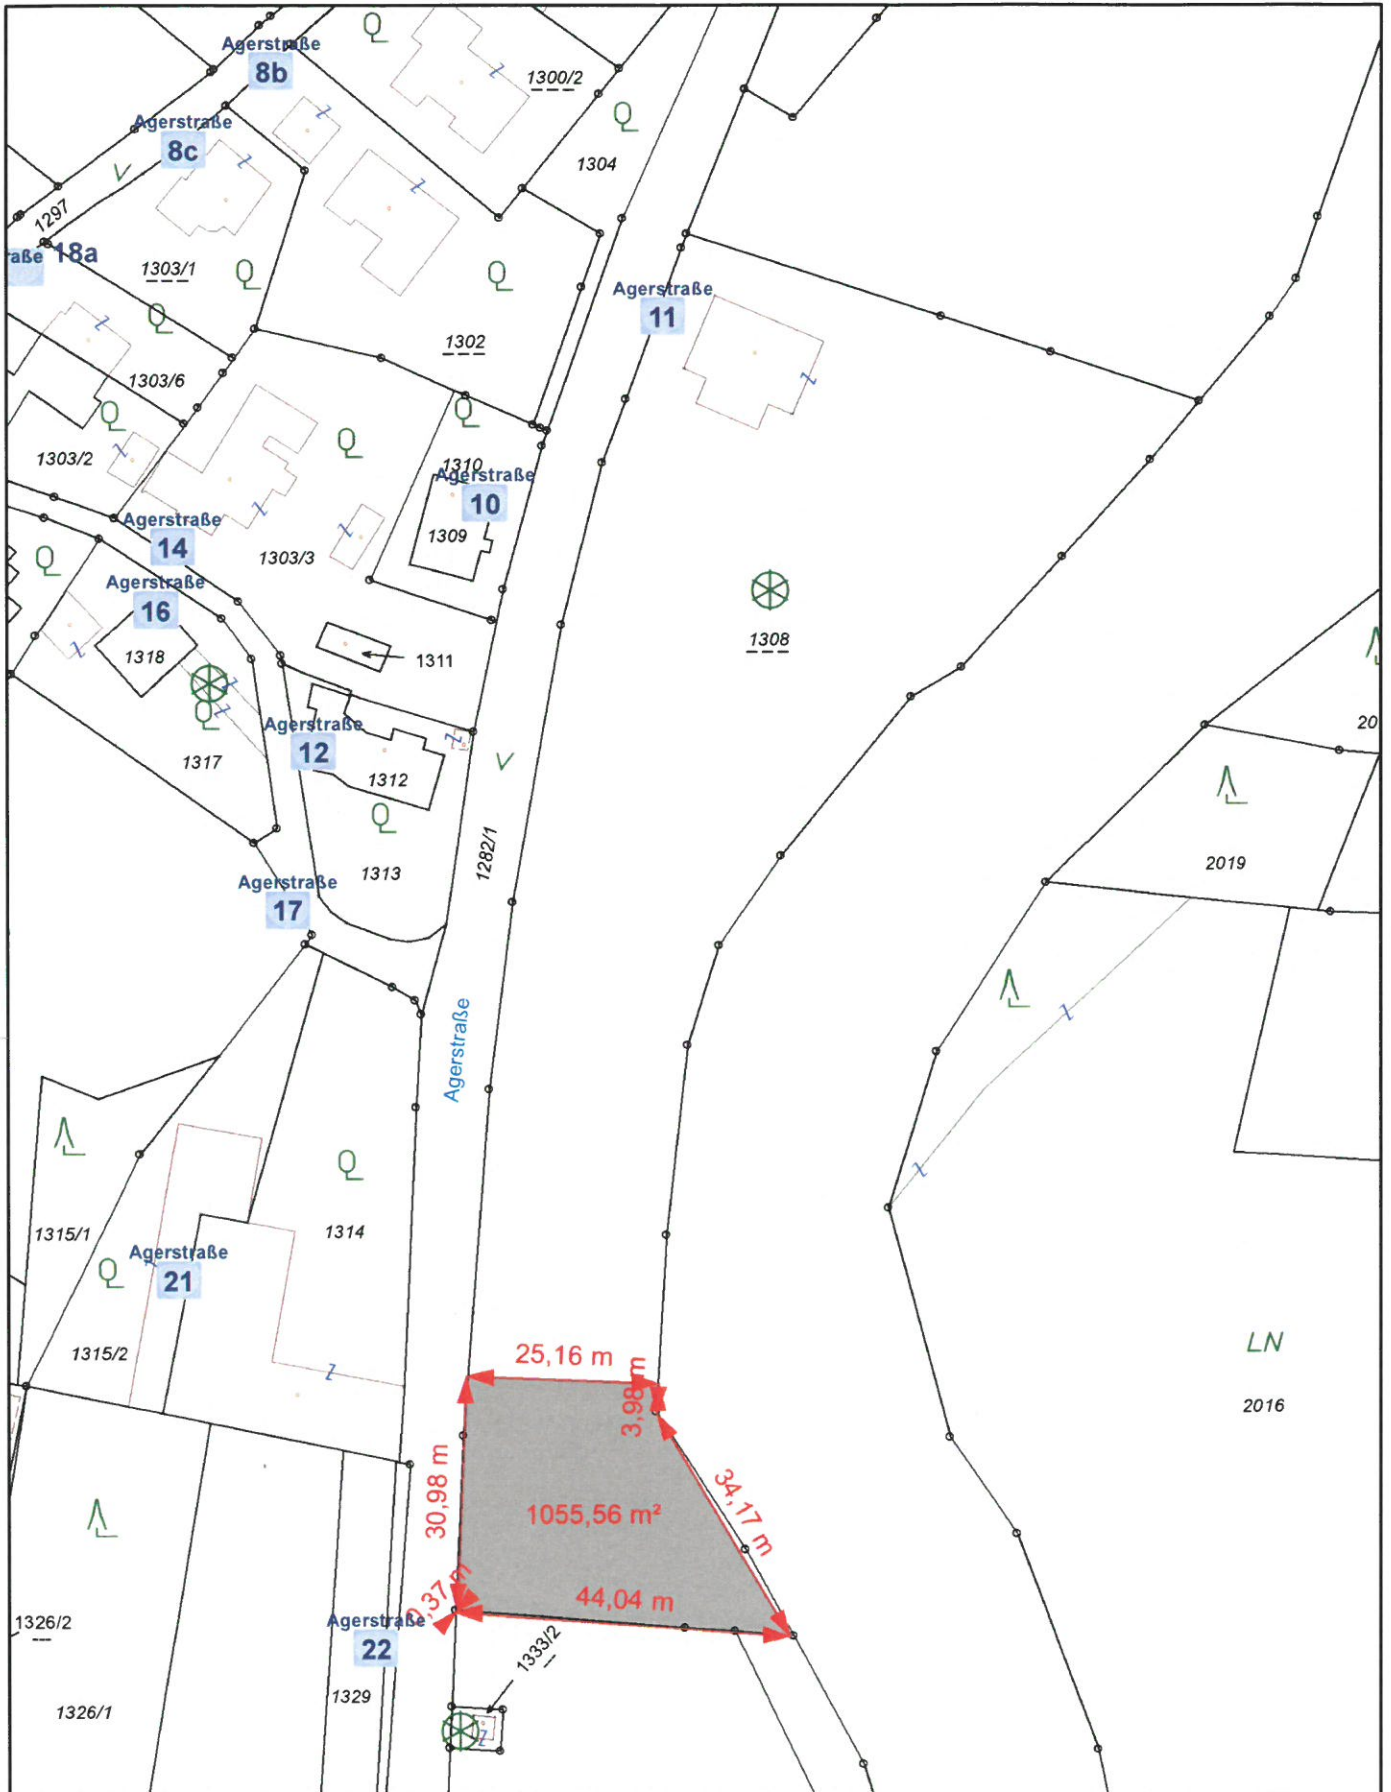 Agerstraße
8b
1300/2
Agerstraße
8c
1304
V
1297
raße 18a
1303/1
Agerstraße
11
1302
1303/6
1303/2
1310
Agerstraße
10
1309
Agerstraße
14
1303/3
Agerstraße
16
1308
1318
1311
20
Agerstraße
12
1317
V
1312
1282/1
2019
1313
Agerstraße
17
Agerstraße
1314
1315/1
Agerstraße
21
LN
1315/2
25,16 m
3,98 m
2016
30,98 m
34,17 m
1055,56 m²
0,37 m
44,04 m
1326/2
Agerstraße
22
1333/2
1329
1326/1